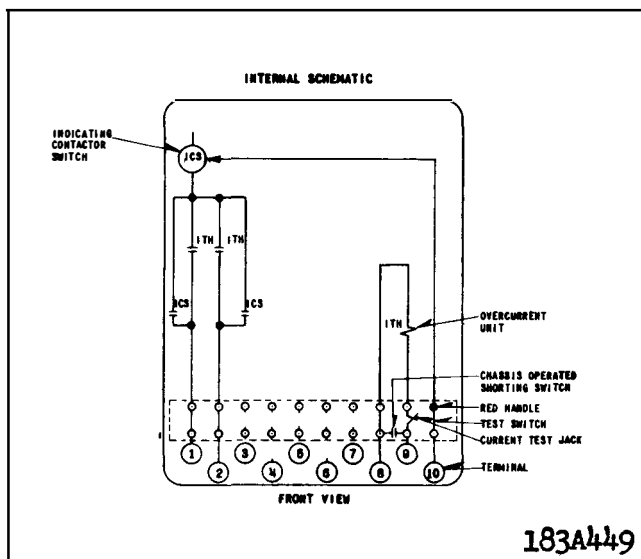 INTERNAL SCHEMATIC
INDICATING
CONTACTOR
SWITCH
ICS
ITH ITH
ICS ICS
ITH
OVERCURRENT
UNIT
CHASSIS OPERATED
SHORTING SWITCH
RED HANDLE
TEST SWITCH
CURRENT TEST JACK
1 3 5 7 9
2 4 6 8 10
TERMINAL
FRONT VIEW
183A449